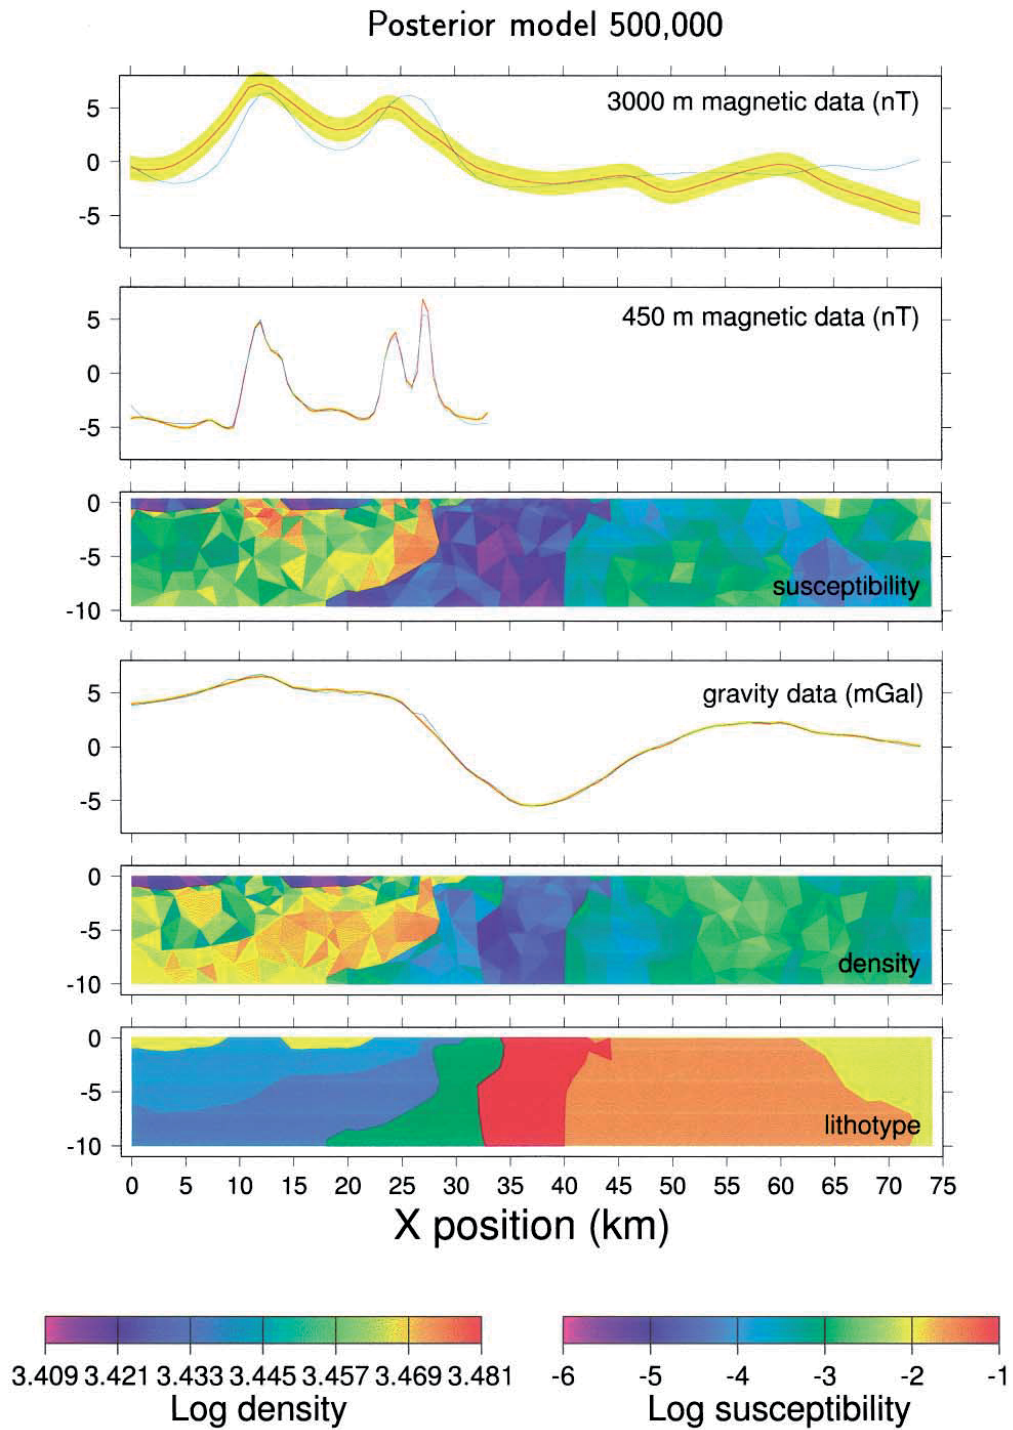 Posterior model 500,000
3000 m magnetic data (nT)
5
0
-5
450 m magnetic data (nT)
5
0
-5
0
-5
-10
susceptibility
gravity data (mGal)
5
0
-5
0
-5
-10
density
0
-5
-10
lithotype
0 5 10 15 20 25 30 35 40 45 50 55 60 65 70 75
X position (km)
3.409 3.421 3.433 3.445 3.457 3.469 3.481
Log density
-6 -5 -4 -3 -2 -1
Log susceptibility